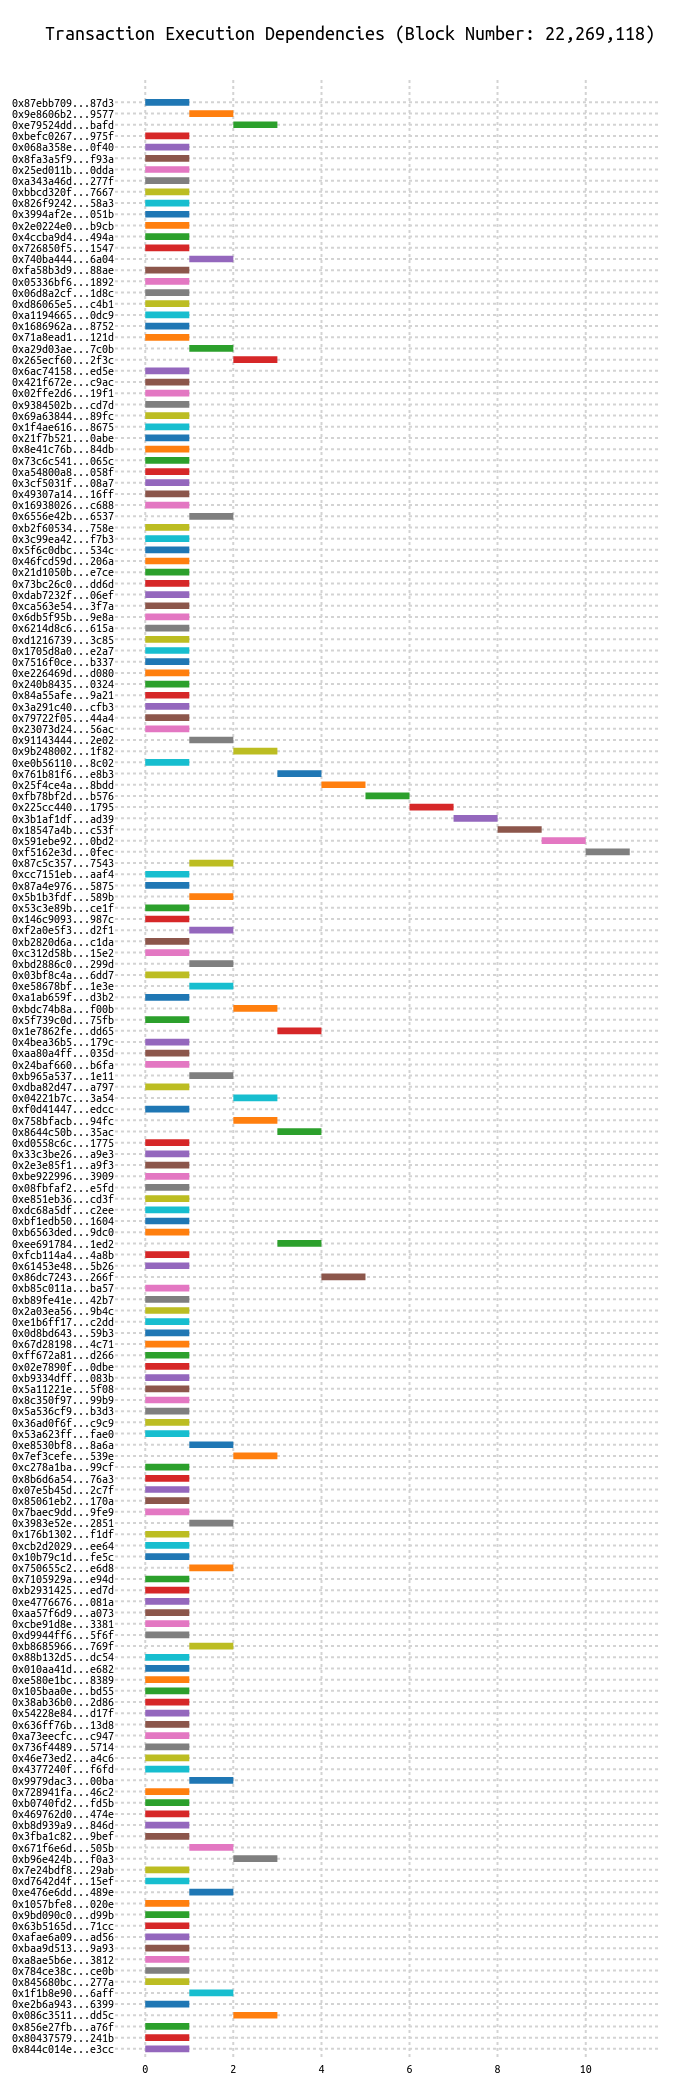 Transaction Execution Dependencies (Block Number: 22,269,118)
0x87ebb709...87d3
0x9e8606b2...9577
0xe79524dd...bafd
0xbefc0267...975f
0x068a358e...0f40
0x8fa3a5f9...f93a
0x25ed011b...0dda
0xa343a46d...277f
0xbbcd320f...7667
0x826f9242...58a3
0x3994af2e...051b
0x2e0224e0...b9cb
0x4ccba9d4...494a
0x726850f5...1547
0x740ba444...6a04
0xfa58b3d9...88ae
0x05336bf6...1892
0x06d8a2cf...1d8c
0xd86065e5...c4b1
0xa1194665...0dc9
0x1686962a...8752
0x71a8ead1...121d
0xa29d03ae...7c0b
0x265ecf60...2f3c
0x6ac74158...ed5e
0x421f672e...c9ac
0x02ffe2d6...19f1
0x9384502b...cd7d
0x69a63844...89fc
0x1f4ae616...8675
0x21f7b521...0abe
0x8e41c76b...84db
0x73c6c541...065c
0xa54800a8...058f
0x3cf5031f...08a7
0x49307a14...16ff
0x16938026...c688
0x6556e42b...6537
0xb2f60534...758e
0x3c99ea42...f7b3
0x5f6c0dbc...534c
0x46fcd59d...206a
0x21d1050b...e7ce
0x73bc26c0...dd6d
0xdab7232f...06ef
0xca563e54...3f7a
0x6db5f95b...9e8a
0x6214d8c6...615a
0xd1216739...3c85
0x1705d8a0...e2a7
0x7516f0ce...b337
0xe226469d...d080
0x240b8435...0324
0x84a55afe...9a21
0x3a291c40...cfb3
0x79722f05...44a4
0x23073d24...56ac
0x91143444...2e02
0x9b248002...1f82
0xe0b56110...8c02
0x761b81f6...e8b3
0x25f4ce4a...8bdd
0xfb78bf2d...b576
0x225cc440...1795
0x3b1af1df...ad39
0x18547a4b...c53f
0x591ebe92...0bd2
0xf5162e3d...0fec
0x87c5c357...7543
0xcc7151eb...aaf4
0x87a4e976...5875
0x5b1b3fdf...589b
0x53c3e89b...ce1f
0x146c9093...987c
0xf2a0e5f3...d2f1
0xb2820d6a...c1da
0xc312d58b...15e2
0xbd2886c0...299d
0x03bf8c4a...6dd7
0xe58678bf...1e3e
0xa1ab659f...d3b2
0xbdc74b8a...f00b
0x5f739c0d...75fb
0x1e7862fe...dd65
0x4bea36b5...179c
0xaa80a4ff...035d
0x24baf660...b6fa
0xb965a537...1e11
0xdba82d47...a797
0x04221b7c...3a54
0xf0d41447...edcc
0x758bfacb...94fc
0x8644c50b...35ac
0xd0558c6c...1775
0x33c3be26...a9e3
0x2e3e85f1...a9f3
0xbe922996...3909
0x08fbfaf2...e5fd
0xe851eb36...cd3f
0xdc68a5df...c2ee
0xbf1edb50...1604
0xb6563ded...9dc0
0xee691784...1ed2
0xfcb114a4...4a8b
0x61453e48...5b26
0x86dc7243...266f
0xb85c011a...ba57
0xb89fe41e...42b7
0x2a03ea56...9b4c
0xe1b6ff17...c2dd
0x0d8bd643...59b3
0x67d28198...4c71
0xff672a81...d266
0x02e7890f...0dbe
0xb9334dff...083b
0x5a11221e...5f08
0x8c350f97...99b9
0x5a536cf9...b3d3
0x36ad0f6f...c9c9
0x53a623ff...fae0
0xe8530bf8...8a6a
0x7ef3cefe...539e
0xc278a1ba...99cf
0x8b6d6a54...76a3
0x07e5b45d...2c7f
0x85061eb2...170a
0x7baec9dd...9fe9
0x3983e52e...2851
0x176b1302...f1df
0xcb2d2029...ee64
0x10b79c1d...fe5c
0x750655c2...e6d8
0x7105929a...e94d
0xb2931425...ed7d
0xe4776676...081a
0xaa57f6d9...a073
0xcbe91d8e...3381
0xd9944ff6...5f6f
0xb8685966...769f
0x88b132d5...dc54
0x010aa41d...e682
0xe580e1bc...8389
0x105baa0e...bd55
0x38ab36b0...2d86
0x54228e84...d17f
0x636ff76b...13d8
0xa73eecfc...c947
0x736f4489...5714
0x46e73ed2...a4c6
0x4377240f...f6fd
0x9979dac3...00ba
0x728941fa...46c2
0xb0740fd2...fd5b
0x469762d0...474e
0xb8d939a9...846d
0x3fba1c82...9bef
0x671f6e6d...505b
0xb96e424b...f0a3
0x7e24bdf8...29ab
0xd7642d4f...15ef
0xe476e6dd...489e
0x1057bfe8...020e
0x9bd090c0...d99b
0x63b5165d...71cc
0xafae6a09...ad56
0xbaa9d513...9a93
0xa8ae5b6e...3812
0x784ce38c...ce0b
0x845680bc...277a
0x1f1b8e90...6aff
0xe2b6a943...6399
0x086c3511...dd5c
0x856e27fb...a76f
0x80437579...241b
0x844c014e...e3cc
0 2 4 6 8 10